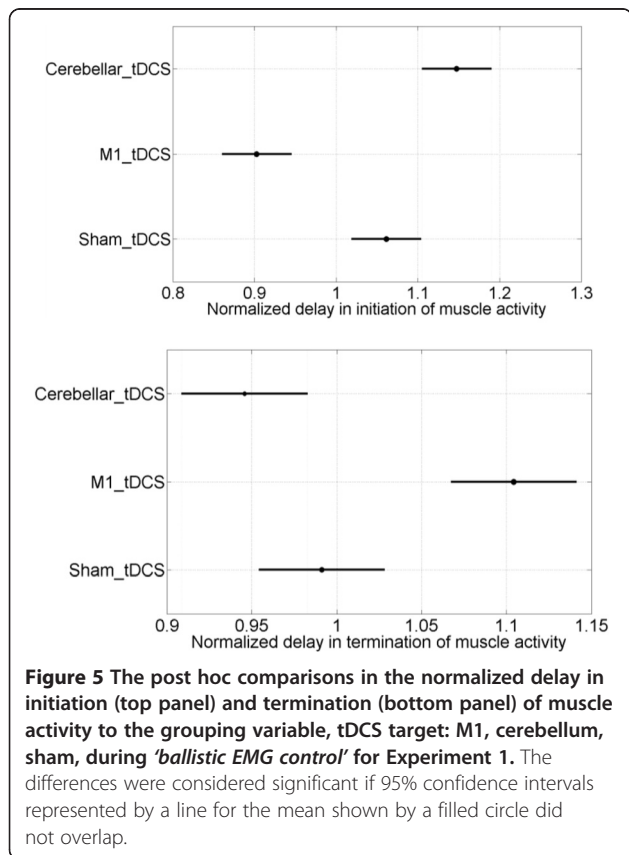 Cerebellar_tDCS
M1_tDCS
Sham_tDCS
0.8 0.9 1 1.1 1.2 1.3
Normalized delay in initiation of muscle activity
Cerebellar_tDCS
M1_tDCS
Sham_tDCS
0.9 0.95 1 1.05 1.1 1.15
Normalized delay in termination of muscle activity
Figure 5 The post hoc comparisons in the normalized delay in
initiation (top panel) and termination (bottom panel) of muscle
activity to the grouping variable, tDCS target: M1, cerebellum,
sham, during ‘ballistic EMG control’ for Experiment 1. The
differences were considered significant if 95% confidence intervals
represented by a line for the mean shown by a filled circle did
not overlap.